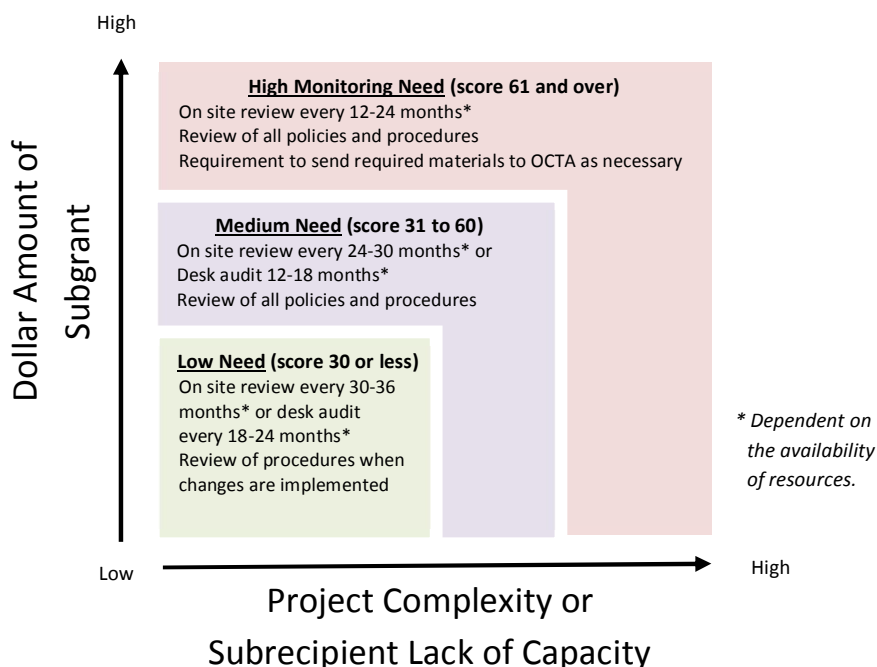 High
Dollar Amount of
Subgrant
High Monitoring Need (score 61 and over)
On site review every 12-24 months*
Review of all policies and procedures
Requirement to send required materials to OCTA as necessary
Medium Need (score 31 to 60)
On site review every 24-30 months* or
Desk audit 12-18 months*
Review of all policies and procedures
Low Need (score 30 or less)
On site review every 30-36
months* or desk audit
every 18-24 months*
Review of procedures when
changes are implemented
* Dependent on
the availability
of resources.
Low
High
Project Complexity or
Subrecipient Lack of Capacity